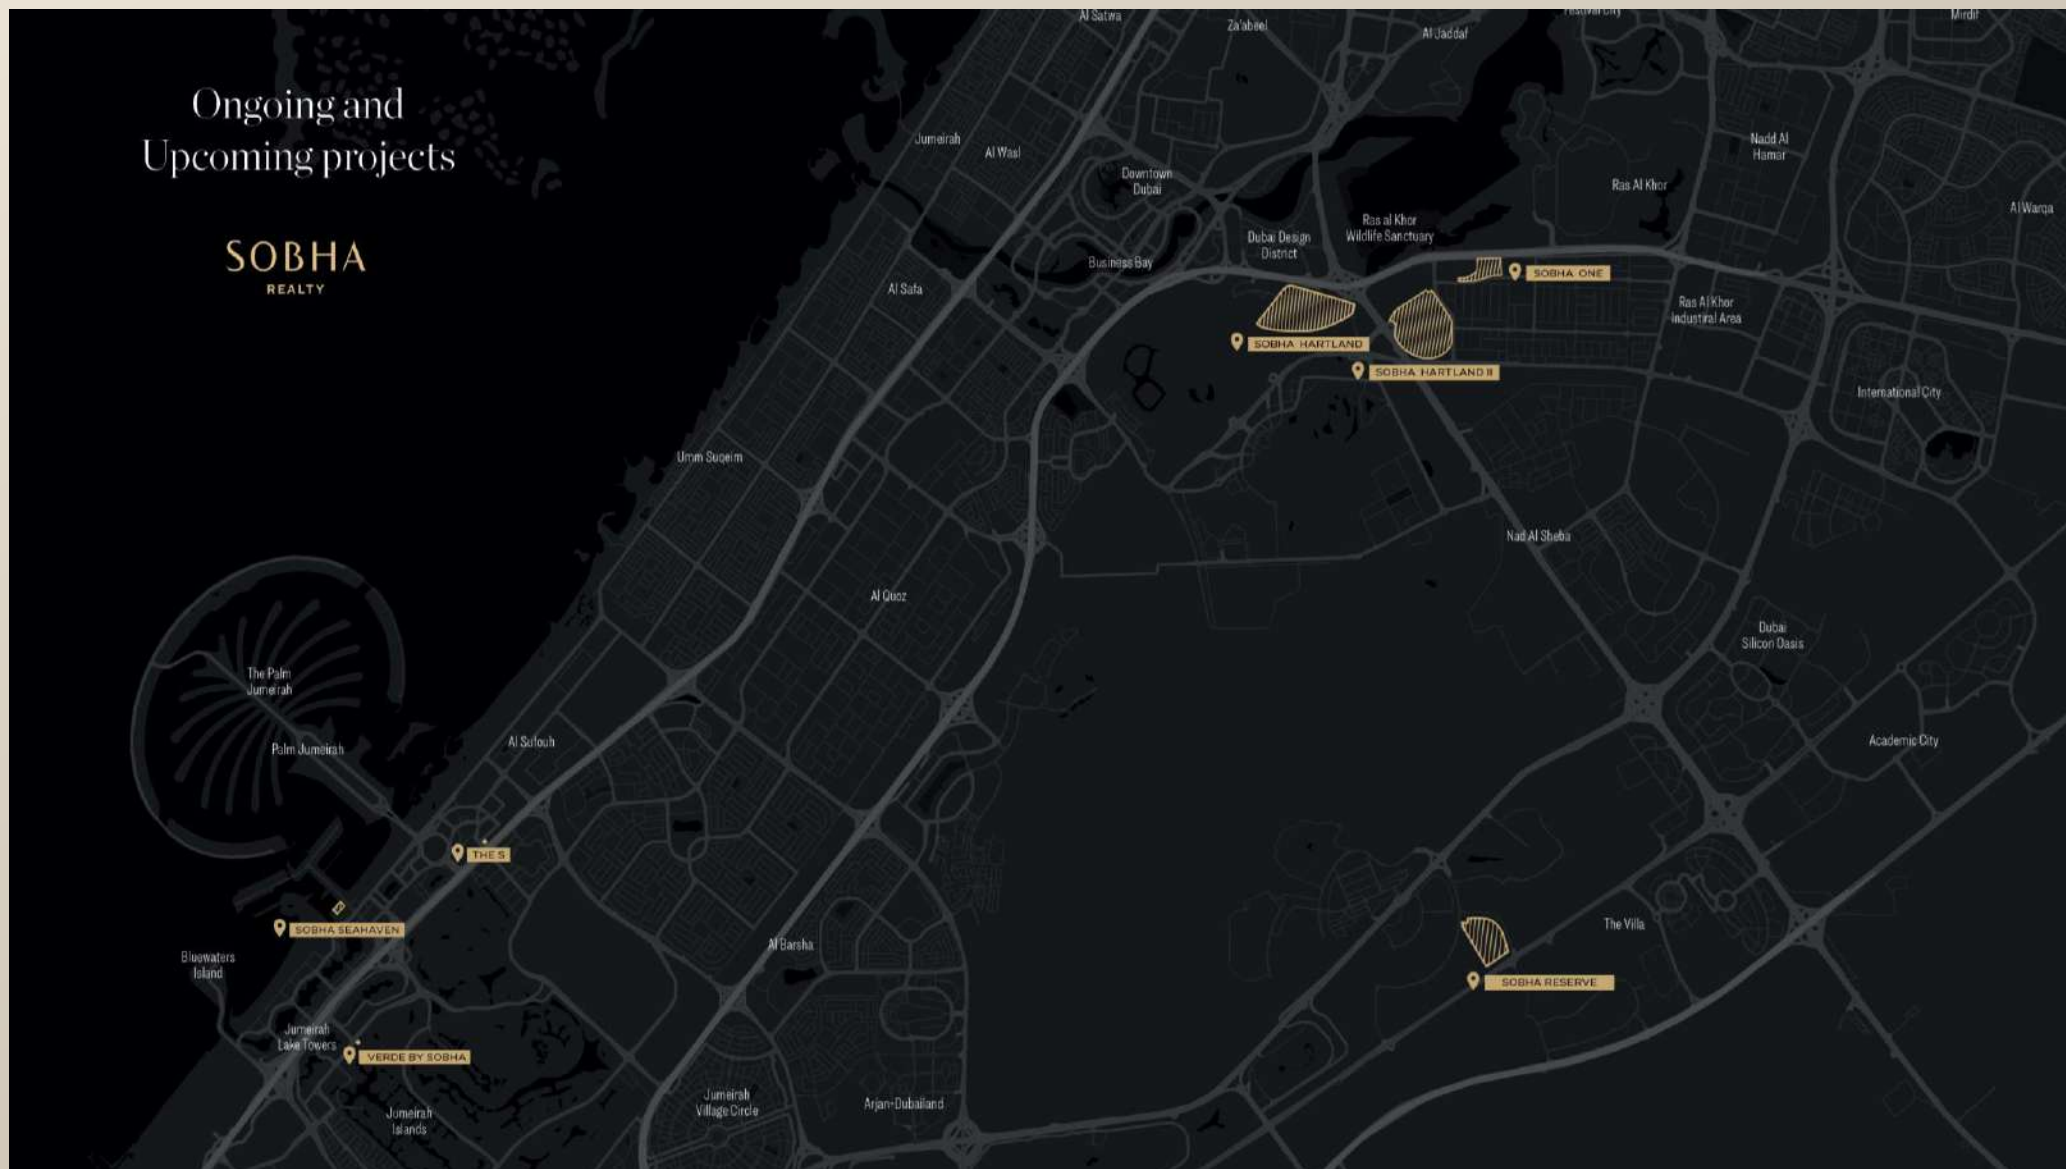 Ongoing and
Upcoming projects
SOBHA
REALTY
Al Satwa
Za'abeel
Al Jaddaf
Festival City
Mirdif
Jumeirah
Al Wasl
Downtown
Dubai
Nadd Al
Hamar
Ras Al Khor
Al Warqa
Ras al Khor
Wildlife Sanctuary
Dubai Design
District
Business Bay
Al Safa
SOBHA ONE
Ras Al Khor
Industiral Area
SOBHA HARTLAND
SOBHA HARTLAND II
International City
Umm Suqeim
Nad Al Sheba
Al Quoz
Dubai
Silicon Oasis
The Palm
Jumeirah
Palm Jumeirah
Al Sufouh
Academic City
THE S
SOBHA SEAHAVEN
The Villa
Al Barsha
Bluewaters
Island
SOBHA RESERVE
Jumeirah
Lake Towers
VERDE BY SOBHA
Jumeirah
Village Circle
Arjan-Dubailand
Jumeirah
Islands